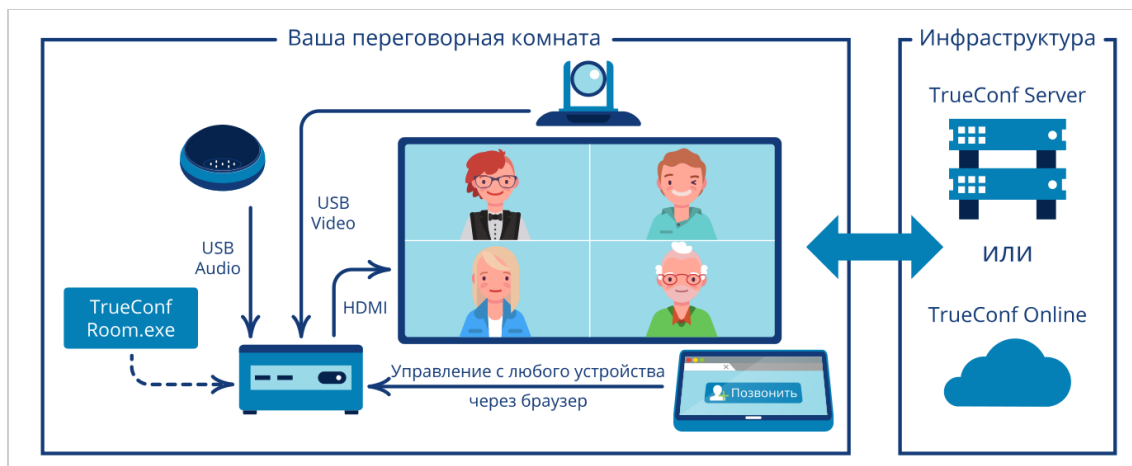 Ваша переговорная комната
Инфраструктура
TrueConf Server
USB
Video
USB
Audio
ИЛИ
TrueConf
Room.exe
HDMI
TrueConf Online
Управление с любого устройства
через браузер
Позвонить